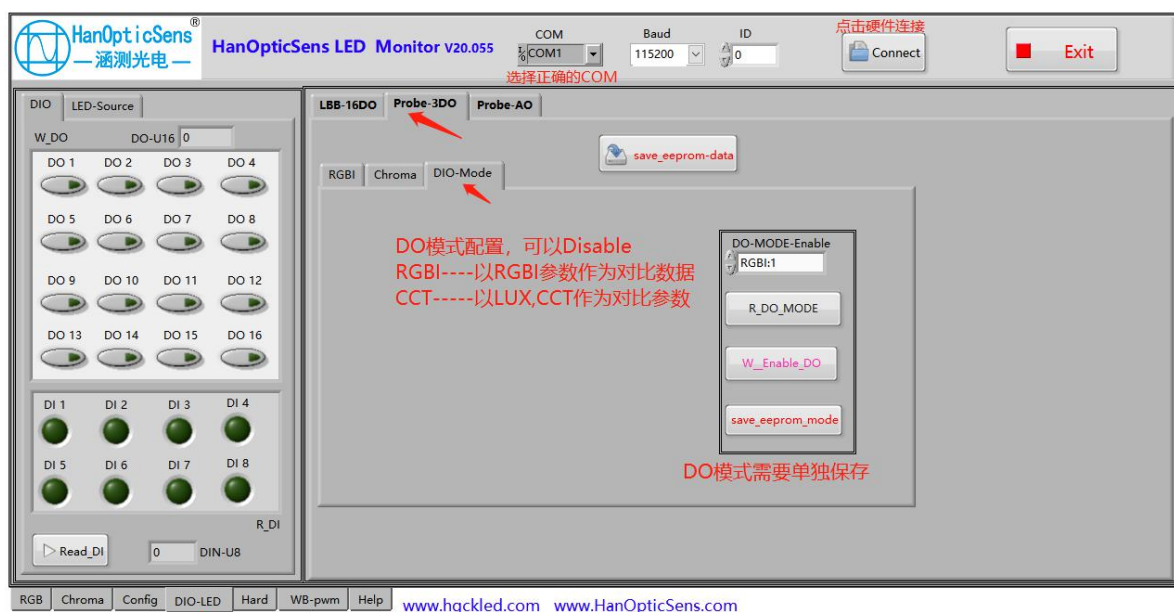 HanOpticSens®
涵测光电
HanOpticSens LED Monitor V20.055
COM
COM1
选择正确的COM
Baud
115200
ID
0
点击硬件连接
Connect
Exit
DIO
LED-Source
W_DO
DO-U16
0
DO 1 DO 2 DO 3 DO 4
DO 5 DO 6 DO 7 DO 8
DO 9 DO 10 DO 11 DO 12
DO 13 DO 14 DO 15 DO 16
DI 1 DI 2 DI 3 DI 4
DI 5 DI 6 DI 7 DI 8
R_DI
Read_DI
0
DIN-U8
LBB-16DO
Probe-3DO
Probe-AO
save_eeprom-data
RGBI
Chroma
DIO-Mode
DO模式配置，可以Disable
RGBI----以RGBI参数作为对比数据
CCT-----以LUX,CCT作为对比参数
DO-MODE-Enable
RGBI:1
R_DO_MODE
W__Enable_DO
save_eeprom_mode
DO模式需要单独保存
RGB
Chroma
Config
DIO-LED
Hard
WB-pwm
Help
www.hqckled.com www.HanOpticSens.com